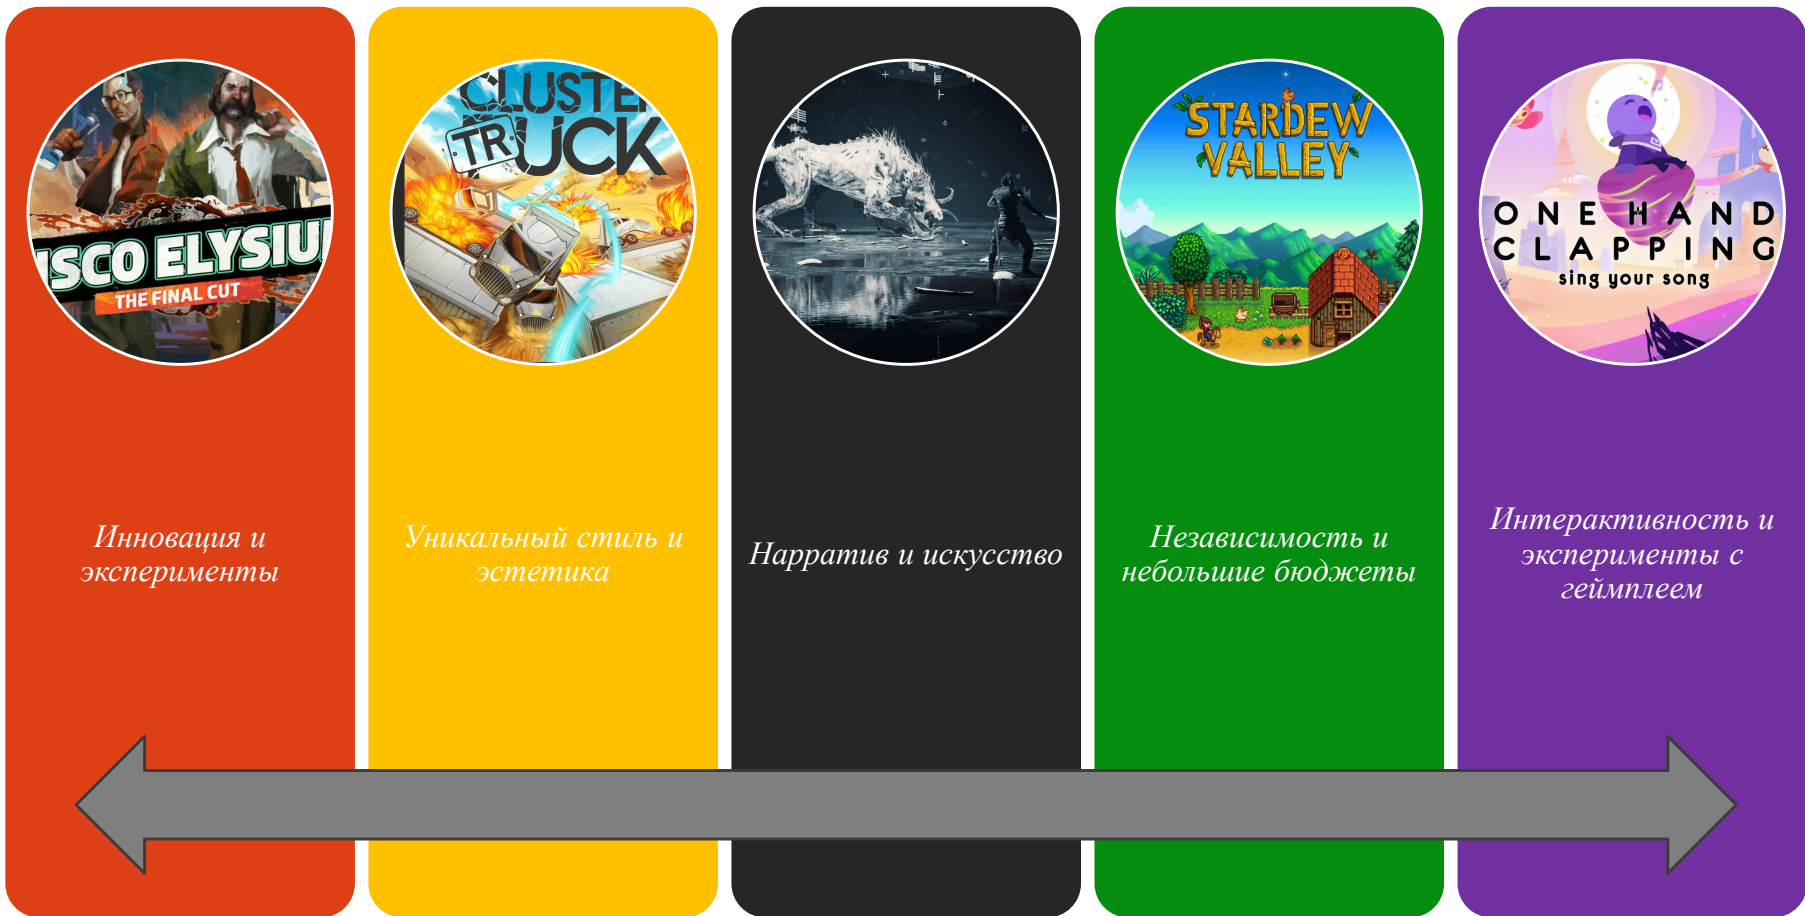 ISCO ELYSIU
THE FINAL CUT
CLUSTE
TRUCK
STARDEW
VALLEY
ONE HAND
CLAPPING
sing your song
Инновация и
эксперименты
Уникальный стиль и
эстетика
Нарратив и искусство
Независимость и
небольшие бюджеты
Интерактивность и
эксперименты с
геймплеем